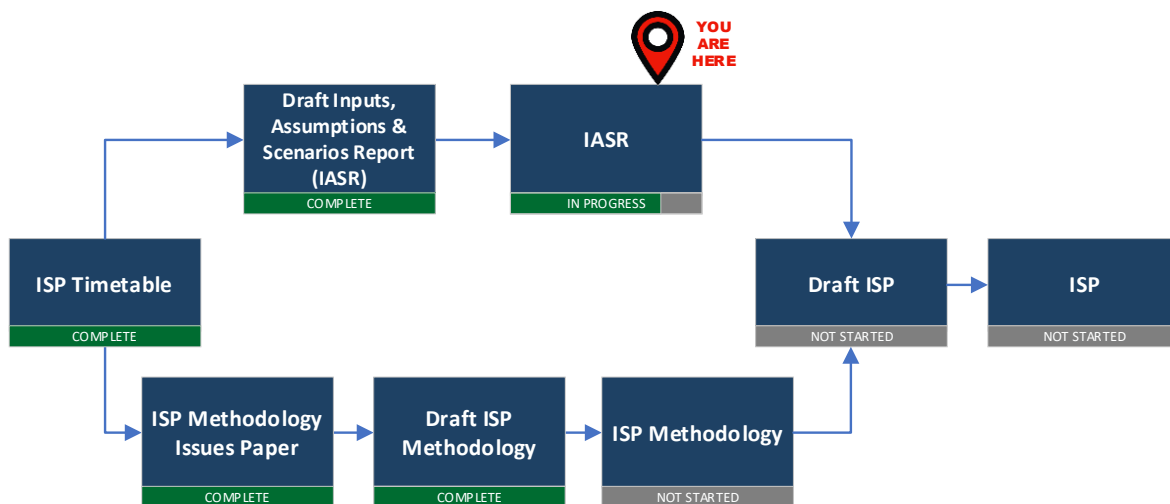 YOU
ARE
HERE
Draft Inputs,
Assumptions &
Scenarios Report
(IASR)
COMPLETE
IASR
IN PROGRESS
ISP Timetable
COMPLETE
Draft ISP
NOT STARTED
ISP
NOT STARTED
ISP Methodology
Issues Paper
COMPLETE
Draft ISP
Methodology
COMPLETE
ISP Methodology
NOT STARTED